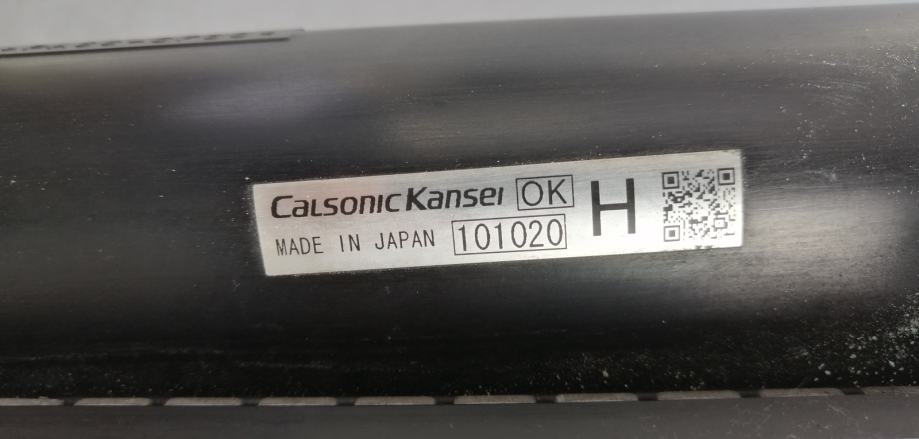 CaLsonic Kansei OK H
MADE IN JAPAN 101020